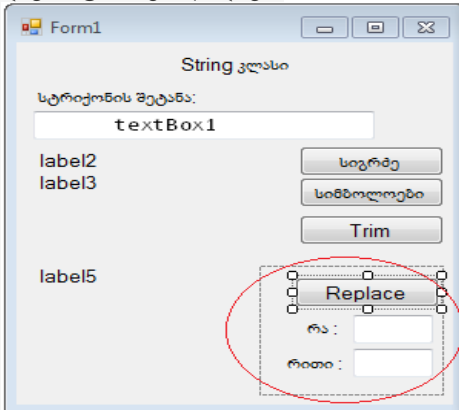 Form1
String კლასი
სტრიქონის შეტანა:
textBox1
label2
სიგრძე
label3
სიმბოლოები
Trim
label5
Replace
რა :
რითი :